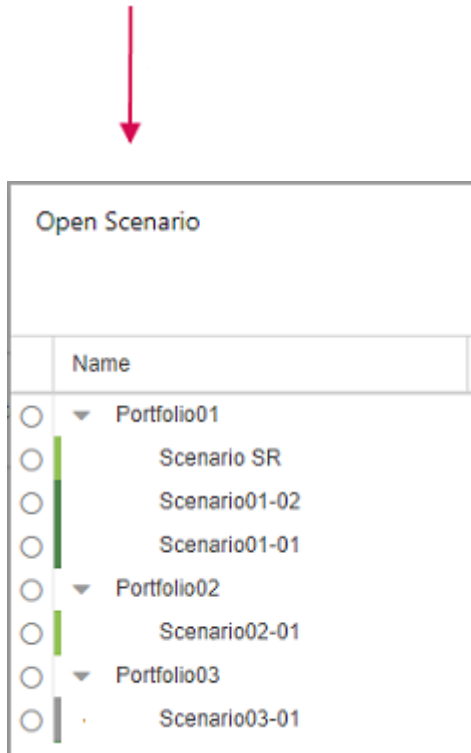 Open Scenario
Name
Portfolio01
Scenario SR
Scenario01-02
Scenario01-01
Portfolio02
Scenario02-01
Portfolio03
Scenario03-01